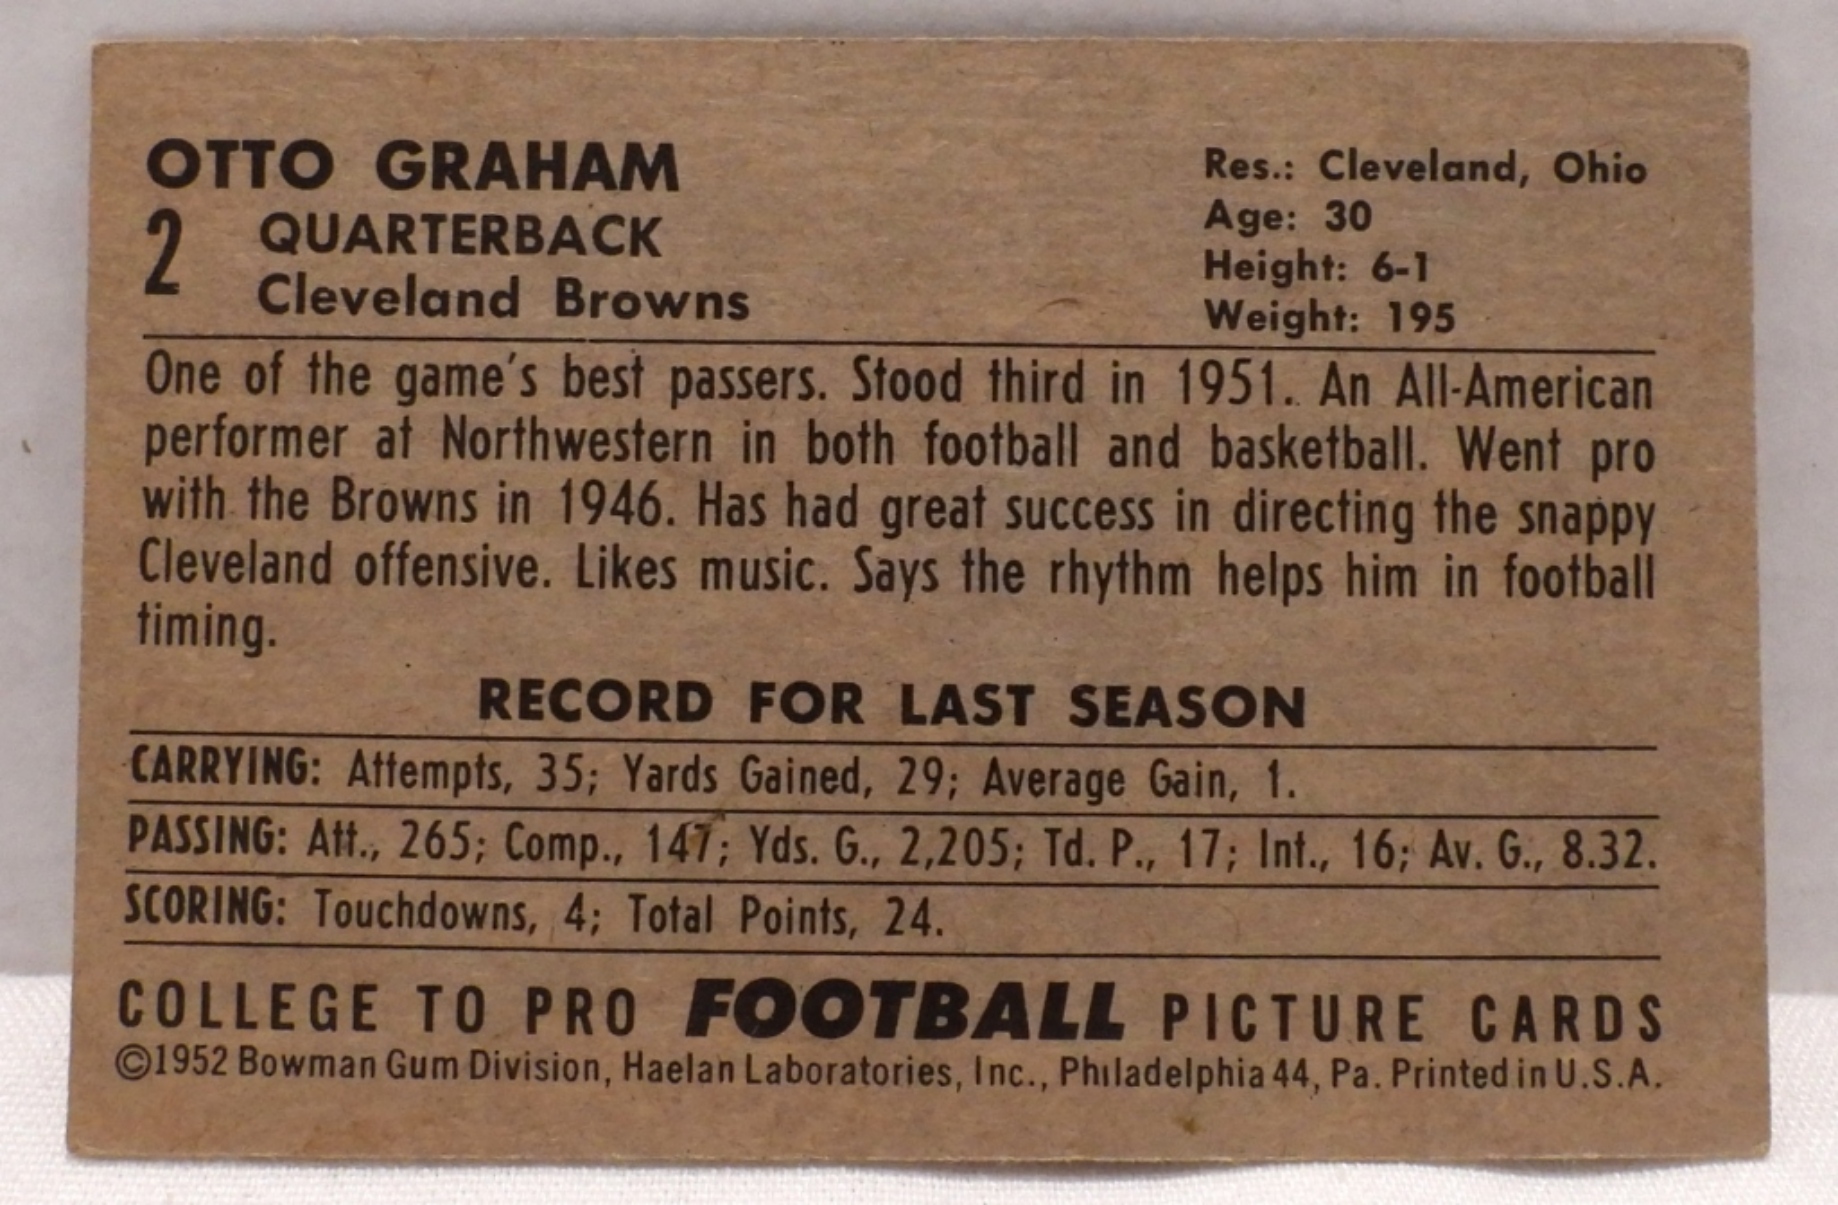 OTTO GRAHAM
2 QUARTERBACK
Cleveland Browns
Res.: Cleveland, Ohio
Age: 30
Height: 6-1
Weight: 195
One of the game's best passers. Stood third in 1951. An All-American
performer at Northwestern in both football and basketball. Went pro
with the Browns in 1946. Has had great success in directing the snappy
Cleveland offensive. Likes music. Says the rhythm helps him in football
timing.
RECORD FOR LAST SEASON
CARRYING: Attempts, 35; Yards Gained, 29; Average Gain, 1.
PASSING: Att., 265; Comp., 147; Yds. G., 2,205; Td. P., 17; Int., 16; Av. G., 8.32.
SCORING: Touchdowns, 4; Total Points, 24.
COLLEGE TO PRO FOOTBALL PICTURE CARDS
©1952 Bowman Gum Division, Haelan Laboratories, Inc., Philadelphia 44, Pa. Printed in U.S.A.